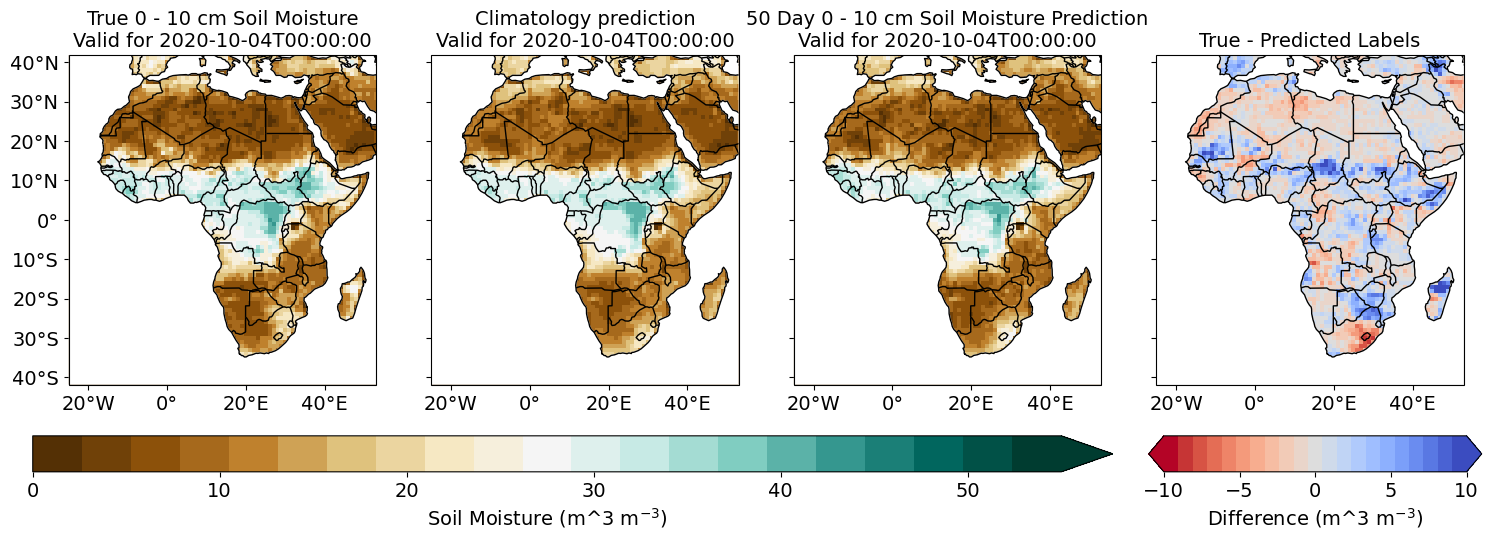 True 0 - 10 cm Soil Moisture
Valid for 2020-10-04T00:00:00
Climatology prediction
Valid for 2020-10-04T00:00:00
50 Day 0 - 10 cm Soil Moisture Prediction
Valid for 2020-10-04T00:00:00
True - Predicted Labels
40°N
30°N
20°N
10°N
0°
10°S
20°S
30°S
40°S
20°W 0° 20°E 40°E
20°W 0° 20°E 40°E
20°W 0° 20°E 40°E
20°W 0° 20°E 40°E
0 10 20 30 40 50
Soil Moisture (m^3 m⁻³)
−10 −5 0 5 10
Difference (m^3 m⁻³)